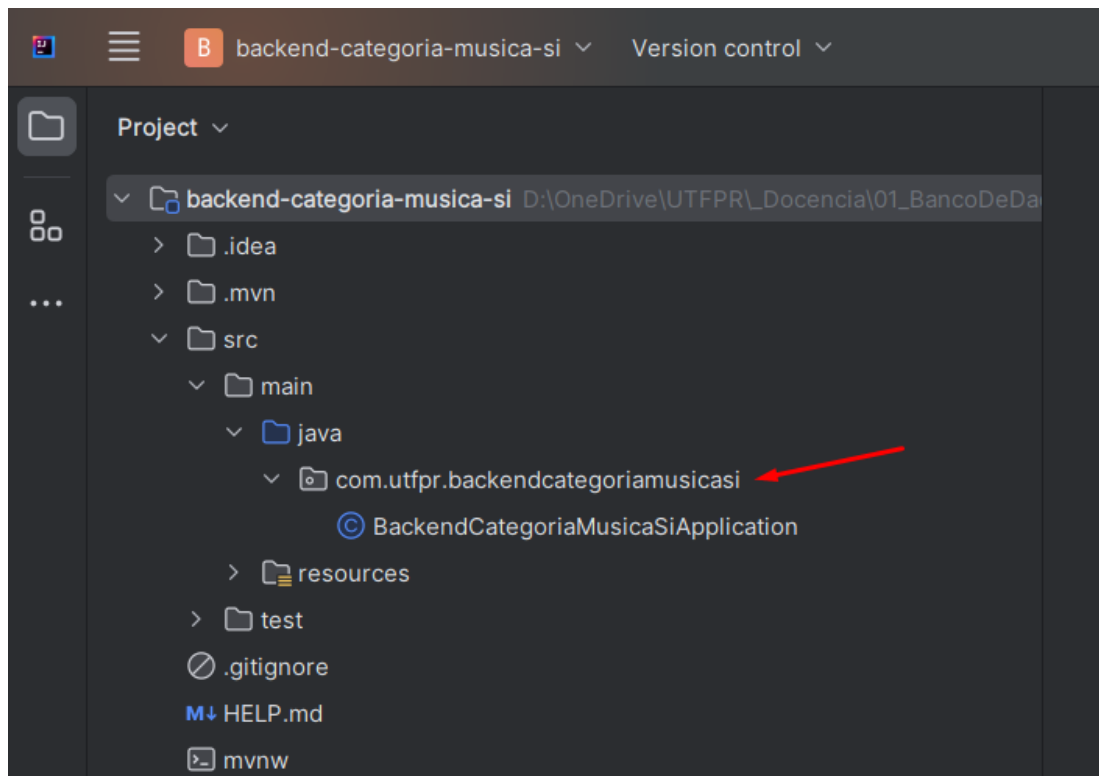 backend-categoria-musica-si Version control
Project
backend-categoria-musica-si D:\OneDrive\UTFPR\_Docencia\01_BancoDeDa
.idea
.mvn
src
main
java
com.utfpr.backendcategoriamusicasi
BackendCategoriaMusicaSiApplication
resources
test
.gitignore
HELP.md
mvnw